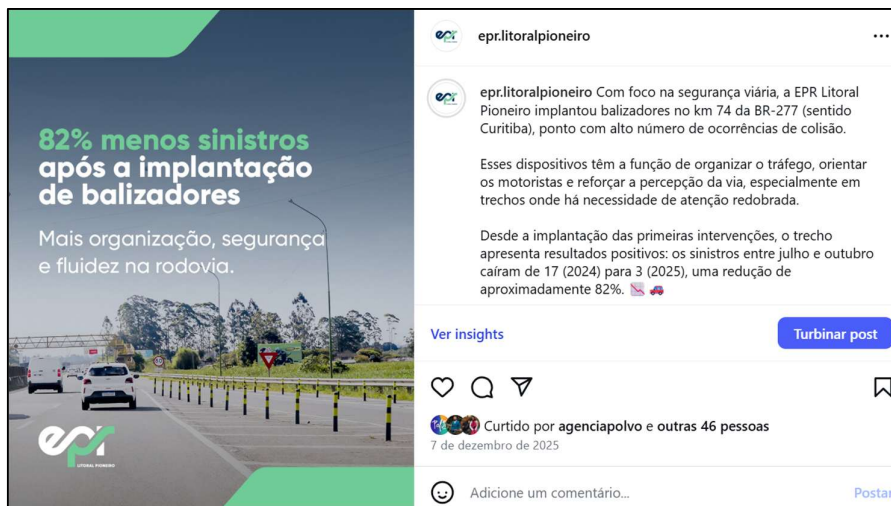 82% menos sinistros
após a implantação
de balizadores
Mais organização, segurança
e fluidez na rodovia.
epr
LITORAL PIONEIRO
epr
epr.litoralpioneiro
...
epr
epr.litoralpioneiro Com foco na segurança viária, a EPR Litoral
Pioneiro implantou balizadores no km 74 da BR-277 (sentido
Curitiba), ponto com alto número de ocorrências de colisão.
Esses dispositivos têm a função de organizar o tráfego, orientar
os motoristas e reforçar a percepção da via, especialmente em
trechos onde há necessidade de atenção redobrada.
Desde a implantação das primeiras intervenções, o trecho
apresenta resultados positivos: os sinistros entre julho e outubro
caíram de 17 (2024) para 3 (2025), uma redução de
aproximadamente 82%. 📉 🚗
Ver insights
Turbinar post
Curtido por agenciapolvo e outras 46 pessoas
7 de dezembro de 2025
Adicione um comentário...
Postar